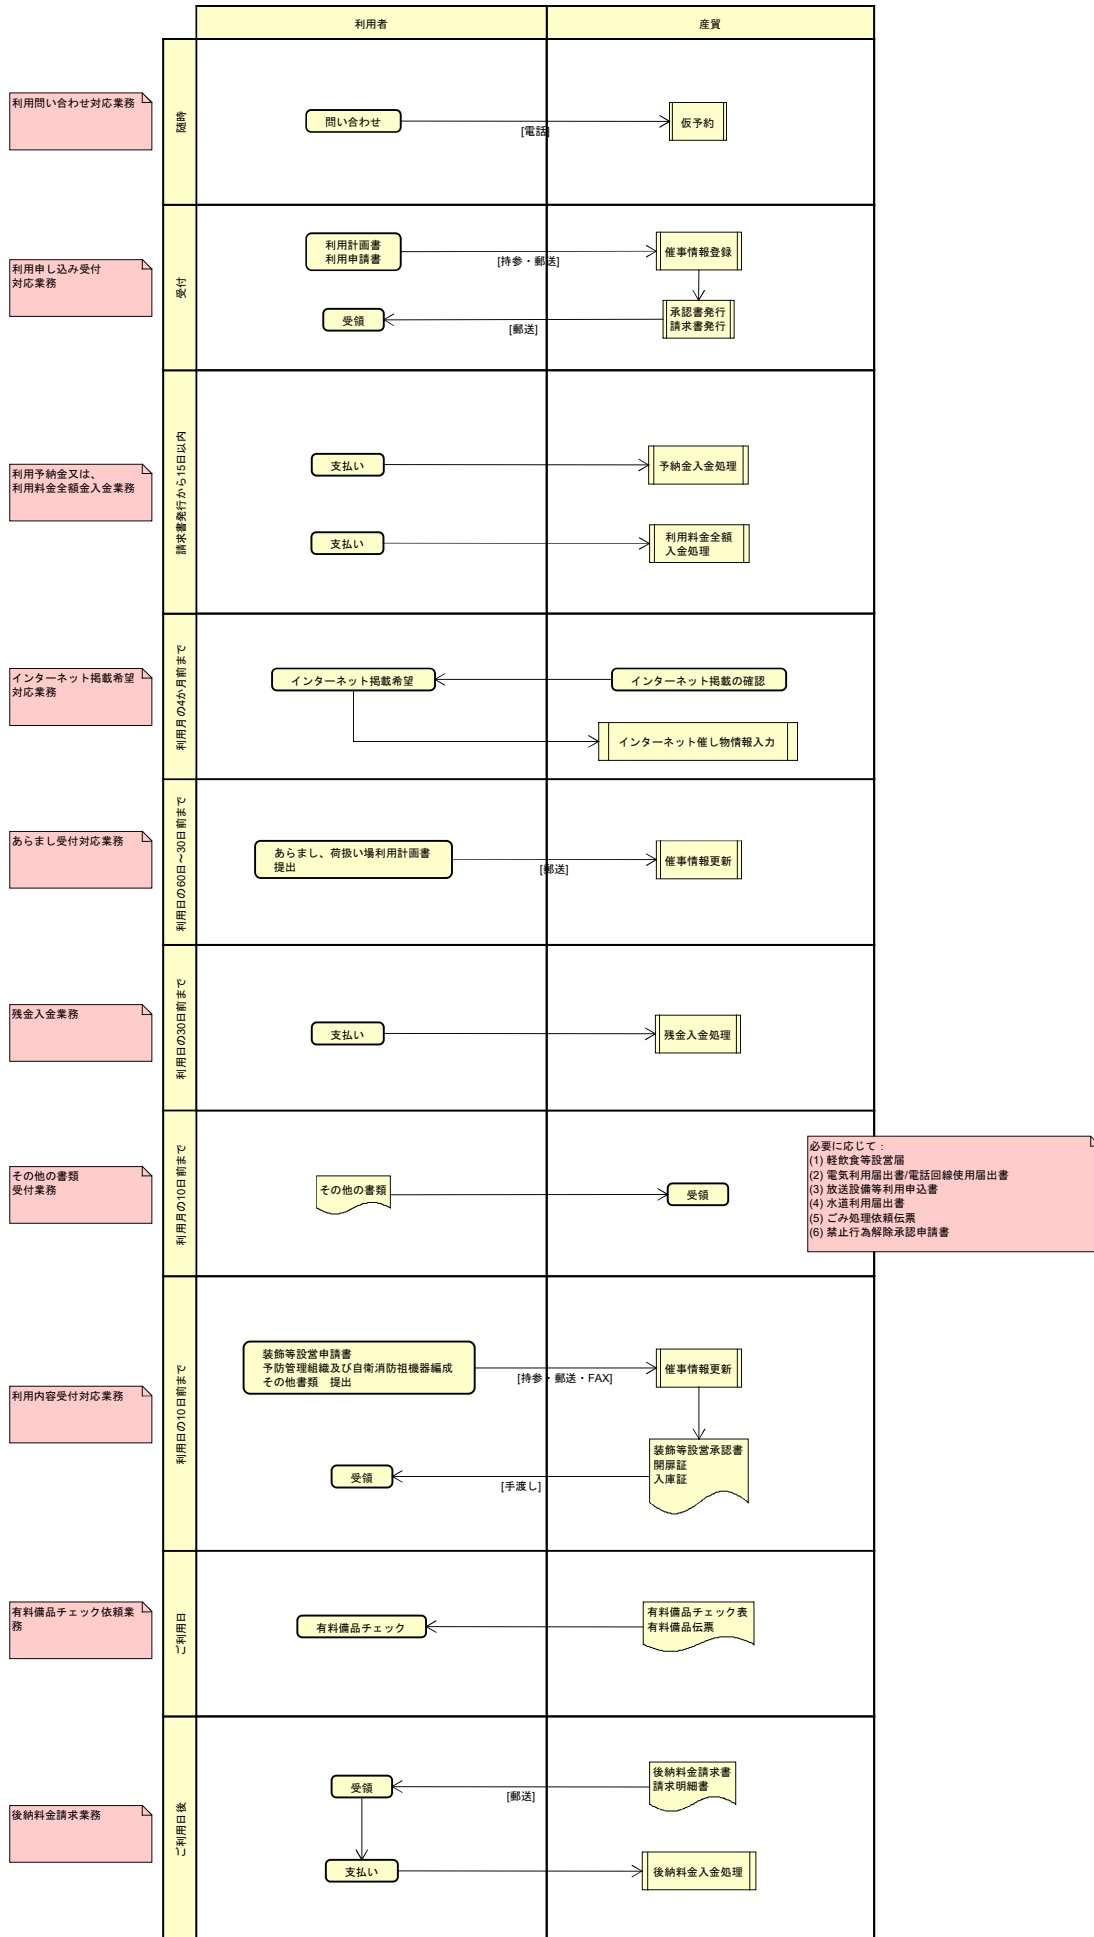 利用者
産貿
利用問い合わせ対応業務
随時
問い合わせ
[電話]
仮予約
利用申し込み受付
対応業務
受付
利用計画書
利用申請書
[持参・郵送]
催事情報登録
受領
[郵送]
承認書発行
請求書発行
利用予納金又は、
利用料金全額金入金業務
請求書発行から15日以内
支払い
予納金入金処理
支払い
利用料金全額
入金処理
インターネット掲載希望
対応業務
利用月の4か月前まで
インターネット掲載希望
インターネット掲載の確認
インターネット催し物情報入力
あらまし受付対応業務
利用日の60日〜30日前まで
あらまし、荷扱い場利用計画書
提出
[郵送]
催事情報更新
残金入金業務
利用日の30日前まで
支払い
残金入金処理
その他の書類
受付業務
利用月の10日前まで
その他の書類
受領
必要に応じて：
(1) 軽飲食等設営届
(2) 電気利用届出書/電話回線使用届出書
(3) 放送設備等利用申込書
(4) 水道利用届出書
(5) ごみ処理依頼伝票
(6) 禁止行為解除承認申請書
利用内容受付対応業務
利用日の10日前まで
装飾等設営申請書
予防管理組織及び自衛消防祖機器編成
その他書類　提出
[持参・郵送・FAX]
催事情報更新
受領
[手渡し]
装飾等設営承認書
開扉証
入庫証
有料備品チェック依頼業
務
ご利用日
有料備品チェック
有料備品チェック表
有料備品伝票
後納料金請求業務
ご利用日後
受領
[郵送]
後納料金請求書
請求明細書
支払い
後納料金入金処理